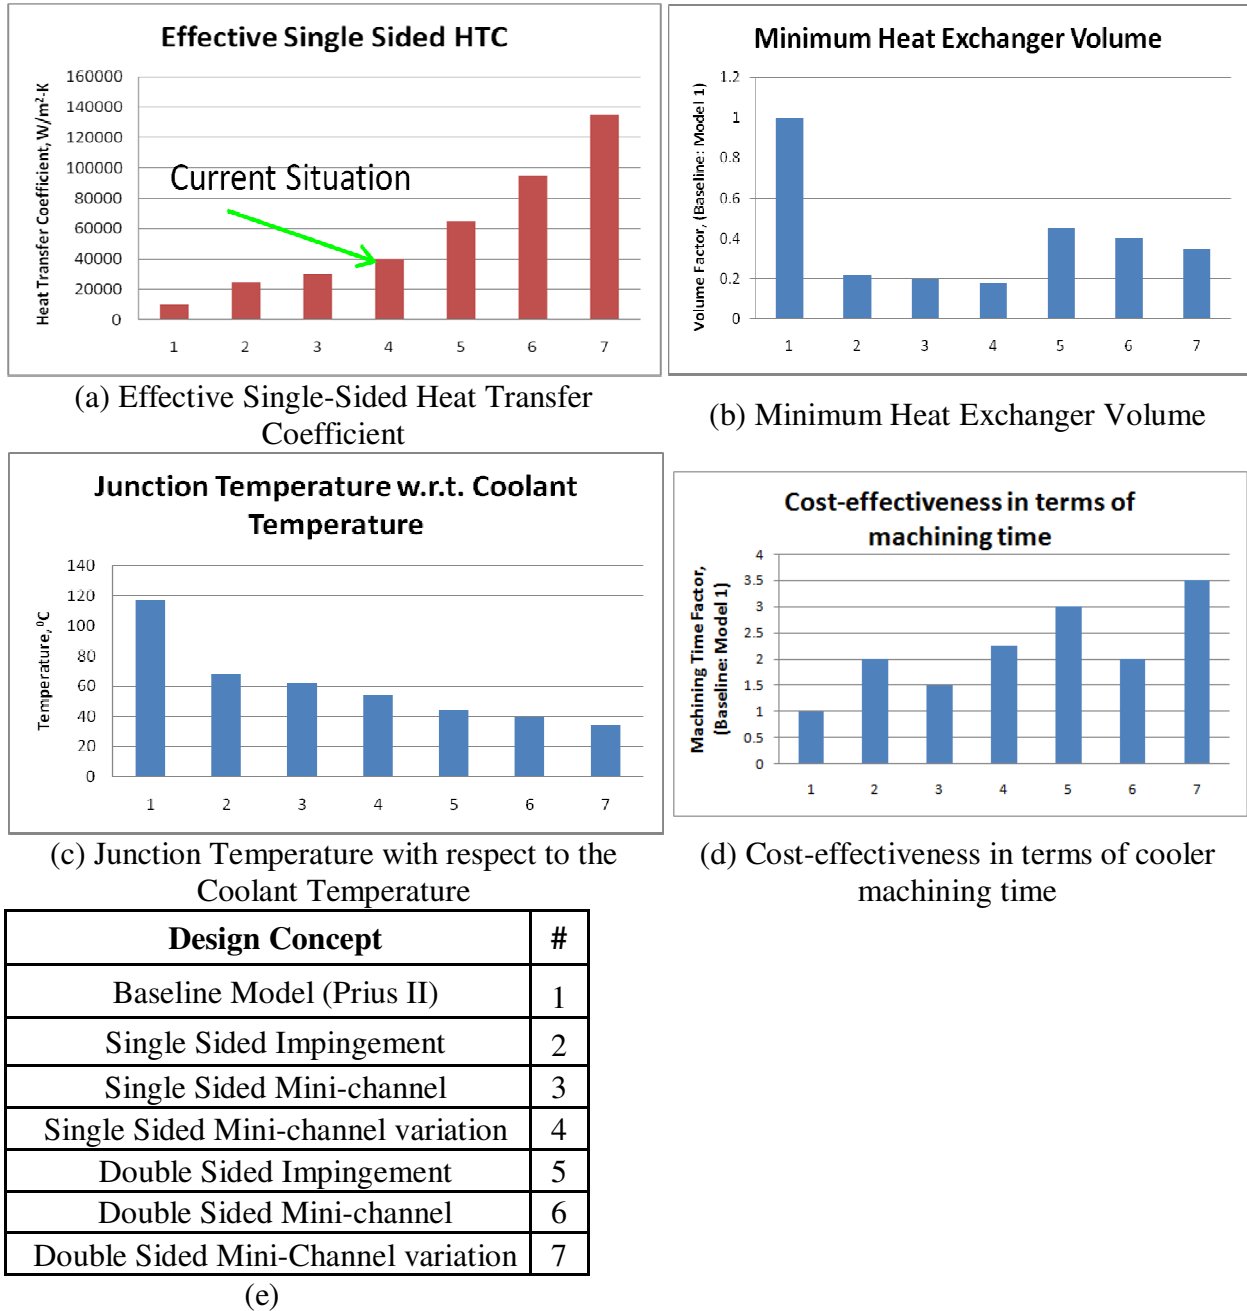 Effective Single Sided HTC
Heat Transfer Coefficient, W/m²-K
160000
140000
120000
100000
80000
60000
40000
20000
0
Current Situation
1 2 3 4 5 6 7
(a) Effective Single-Sided Heat Transfer
Coefficient
Minimum Heat Exchanger Volume
Volume Factor, (Baseline: Model 1)
1.2
1
0.8
0.6
0.4
0.2
0
1 2 3 4 5 6 7
(b) Minimum Heat Exchanger Volume
Junction Temperature w.r.t. Coolant
Temperature
Temperature, ⁰C
140
120
100
80
60
40
20
0
1 2 3 4 5 6 7
(c) Junction Temperature with respect to the
Coolant Temperature
Cost-effectiveness in terms of
machining time
Machining Time Factor,
(Baseline: Model 1)
4
3.5
3
2.5
2
1.5
1
0.5
0
1 2 3 4 5 6 7
(d) Cost-effectiveness in terms of cooler
machining time
Design Concept #
Baseline Model (Prius II) 1
Single Sided Impingement 2
Single Sided Mini-channel 3
Single Sided Mini-channel variation 4
Double Sided Impingement 5
Double Sided Mini-channel 6
Double Sided Mini-Channel variation 7
(e)